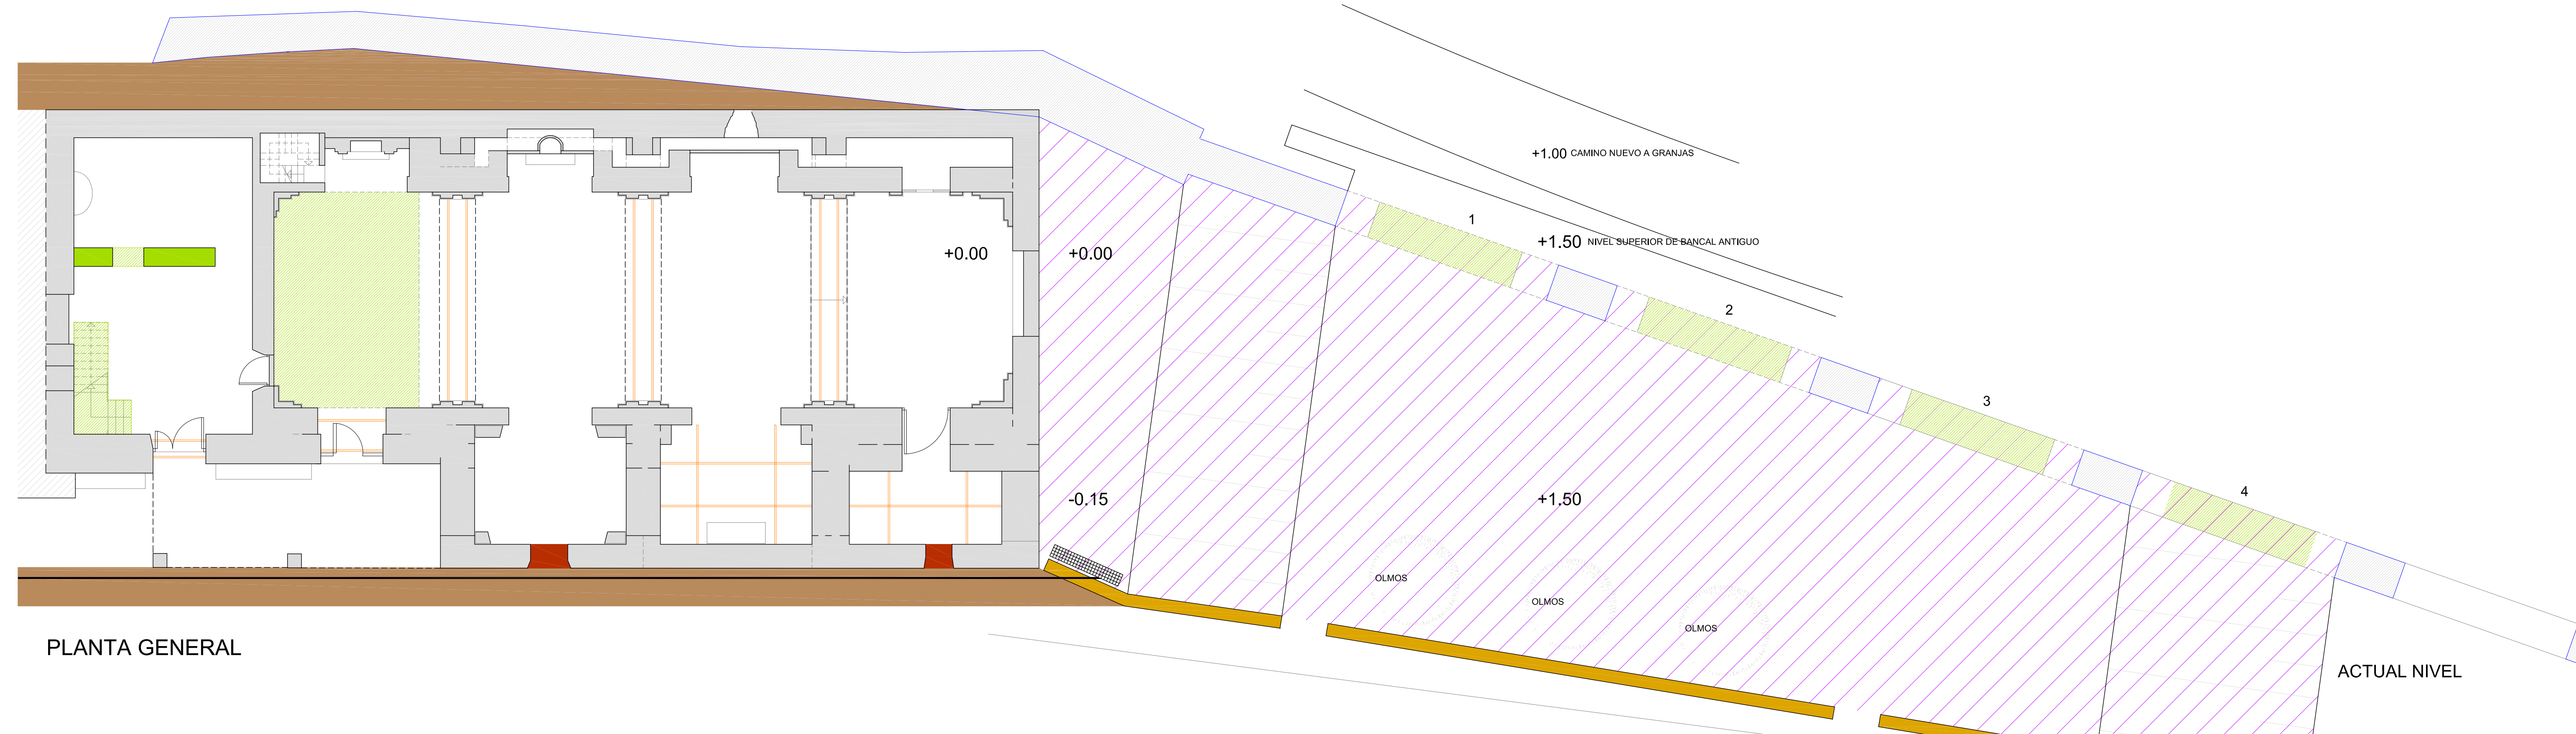 +1.00 CAMINO NUEVO A GRANJAS
1
+1.50 NIVEL SUPERIOR DE BANCAL ANTIGUO
+0.00
+0.00
2
3
4
-0.15
+1.50
OLMOS
OLMOS
OLMOS
PLANTA GENERAL
ACTUAL NIVEL